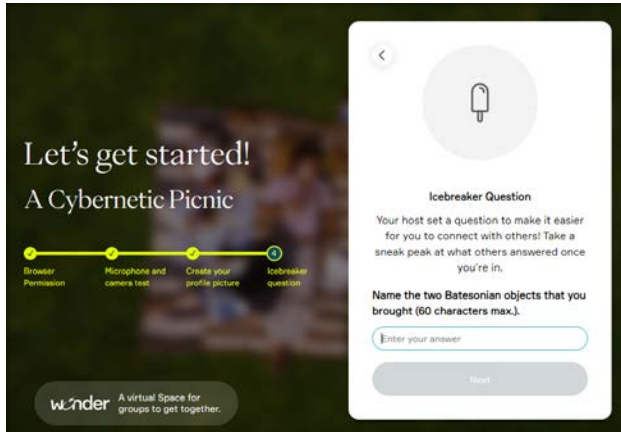 Let's get started!
A Cybernetic Picnic
Browser
Permission
Microphone and
camera test
Create your
profile picture
4
Icebreaker
question
wonder
A virtual Space for
groups to get together.
Icebreaker Question
Your host set a question to make it easier
for you to connect with others! Take a
sneak peak at what others answered once
you're in.
Name the two Batesonian objects that you
brought (60 characters max.).
Enter your answer
Next